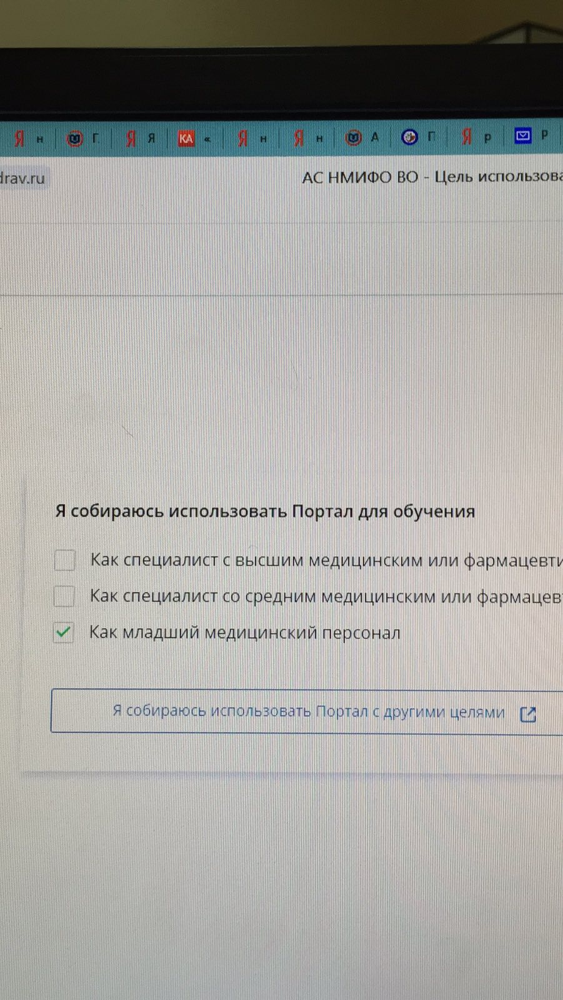 Я н Г. Я Я КА « Я н Я н А П Я р Р
drav.ru АС НМИФО ВО - Цель использова
Я собираюсь использовать Портал для обучения
Как специалист с высшим медицинским или фармацевти
Как специалист со средним медицинским или фармацев
Как младший медицинский персонал
Я собираюсь использовать Портал с другими целями